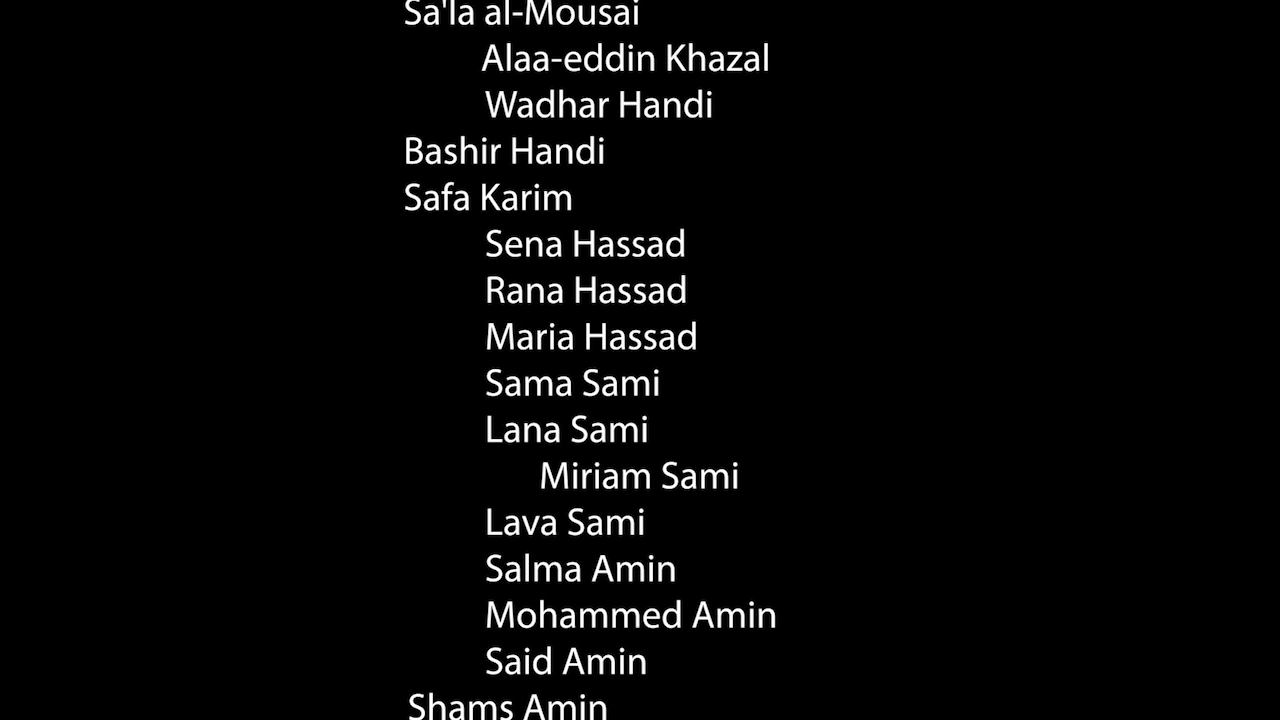 Sa'la al-Mousai
Alaa-eddin Khazal
Wadhar Handi
Bashir Handi
Safa Karim
Sena Hassad
Rana Hassad
Maria Hassad
Sama Sami
Lana Sami
Miriam Sami
Lava Sami
Salma Amin
Mohammed Amin
Said Amin
Shams Amin